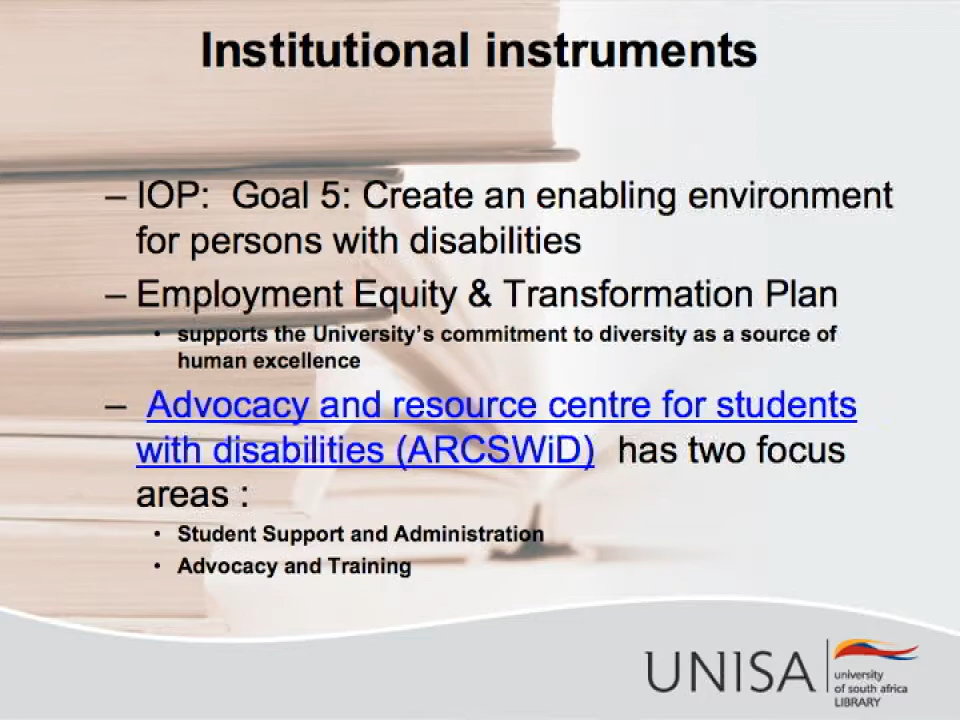 Institutional instruments
– IOP:  Goal 5: Create an enabling environment
for persons with disabilities
– Employment Equity & Transformation Plan
• supports the University's commitment to diversity as a source of
human excellence
– Advocacy and resource centre for students
with disabilities (ARCSWiD)  has two focus
areas :
• Student Support and Administration
• Advocacy and Training
UNISA
university
of south africa
LIBRARY